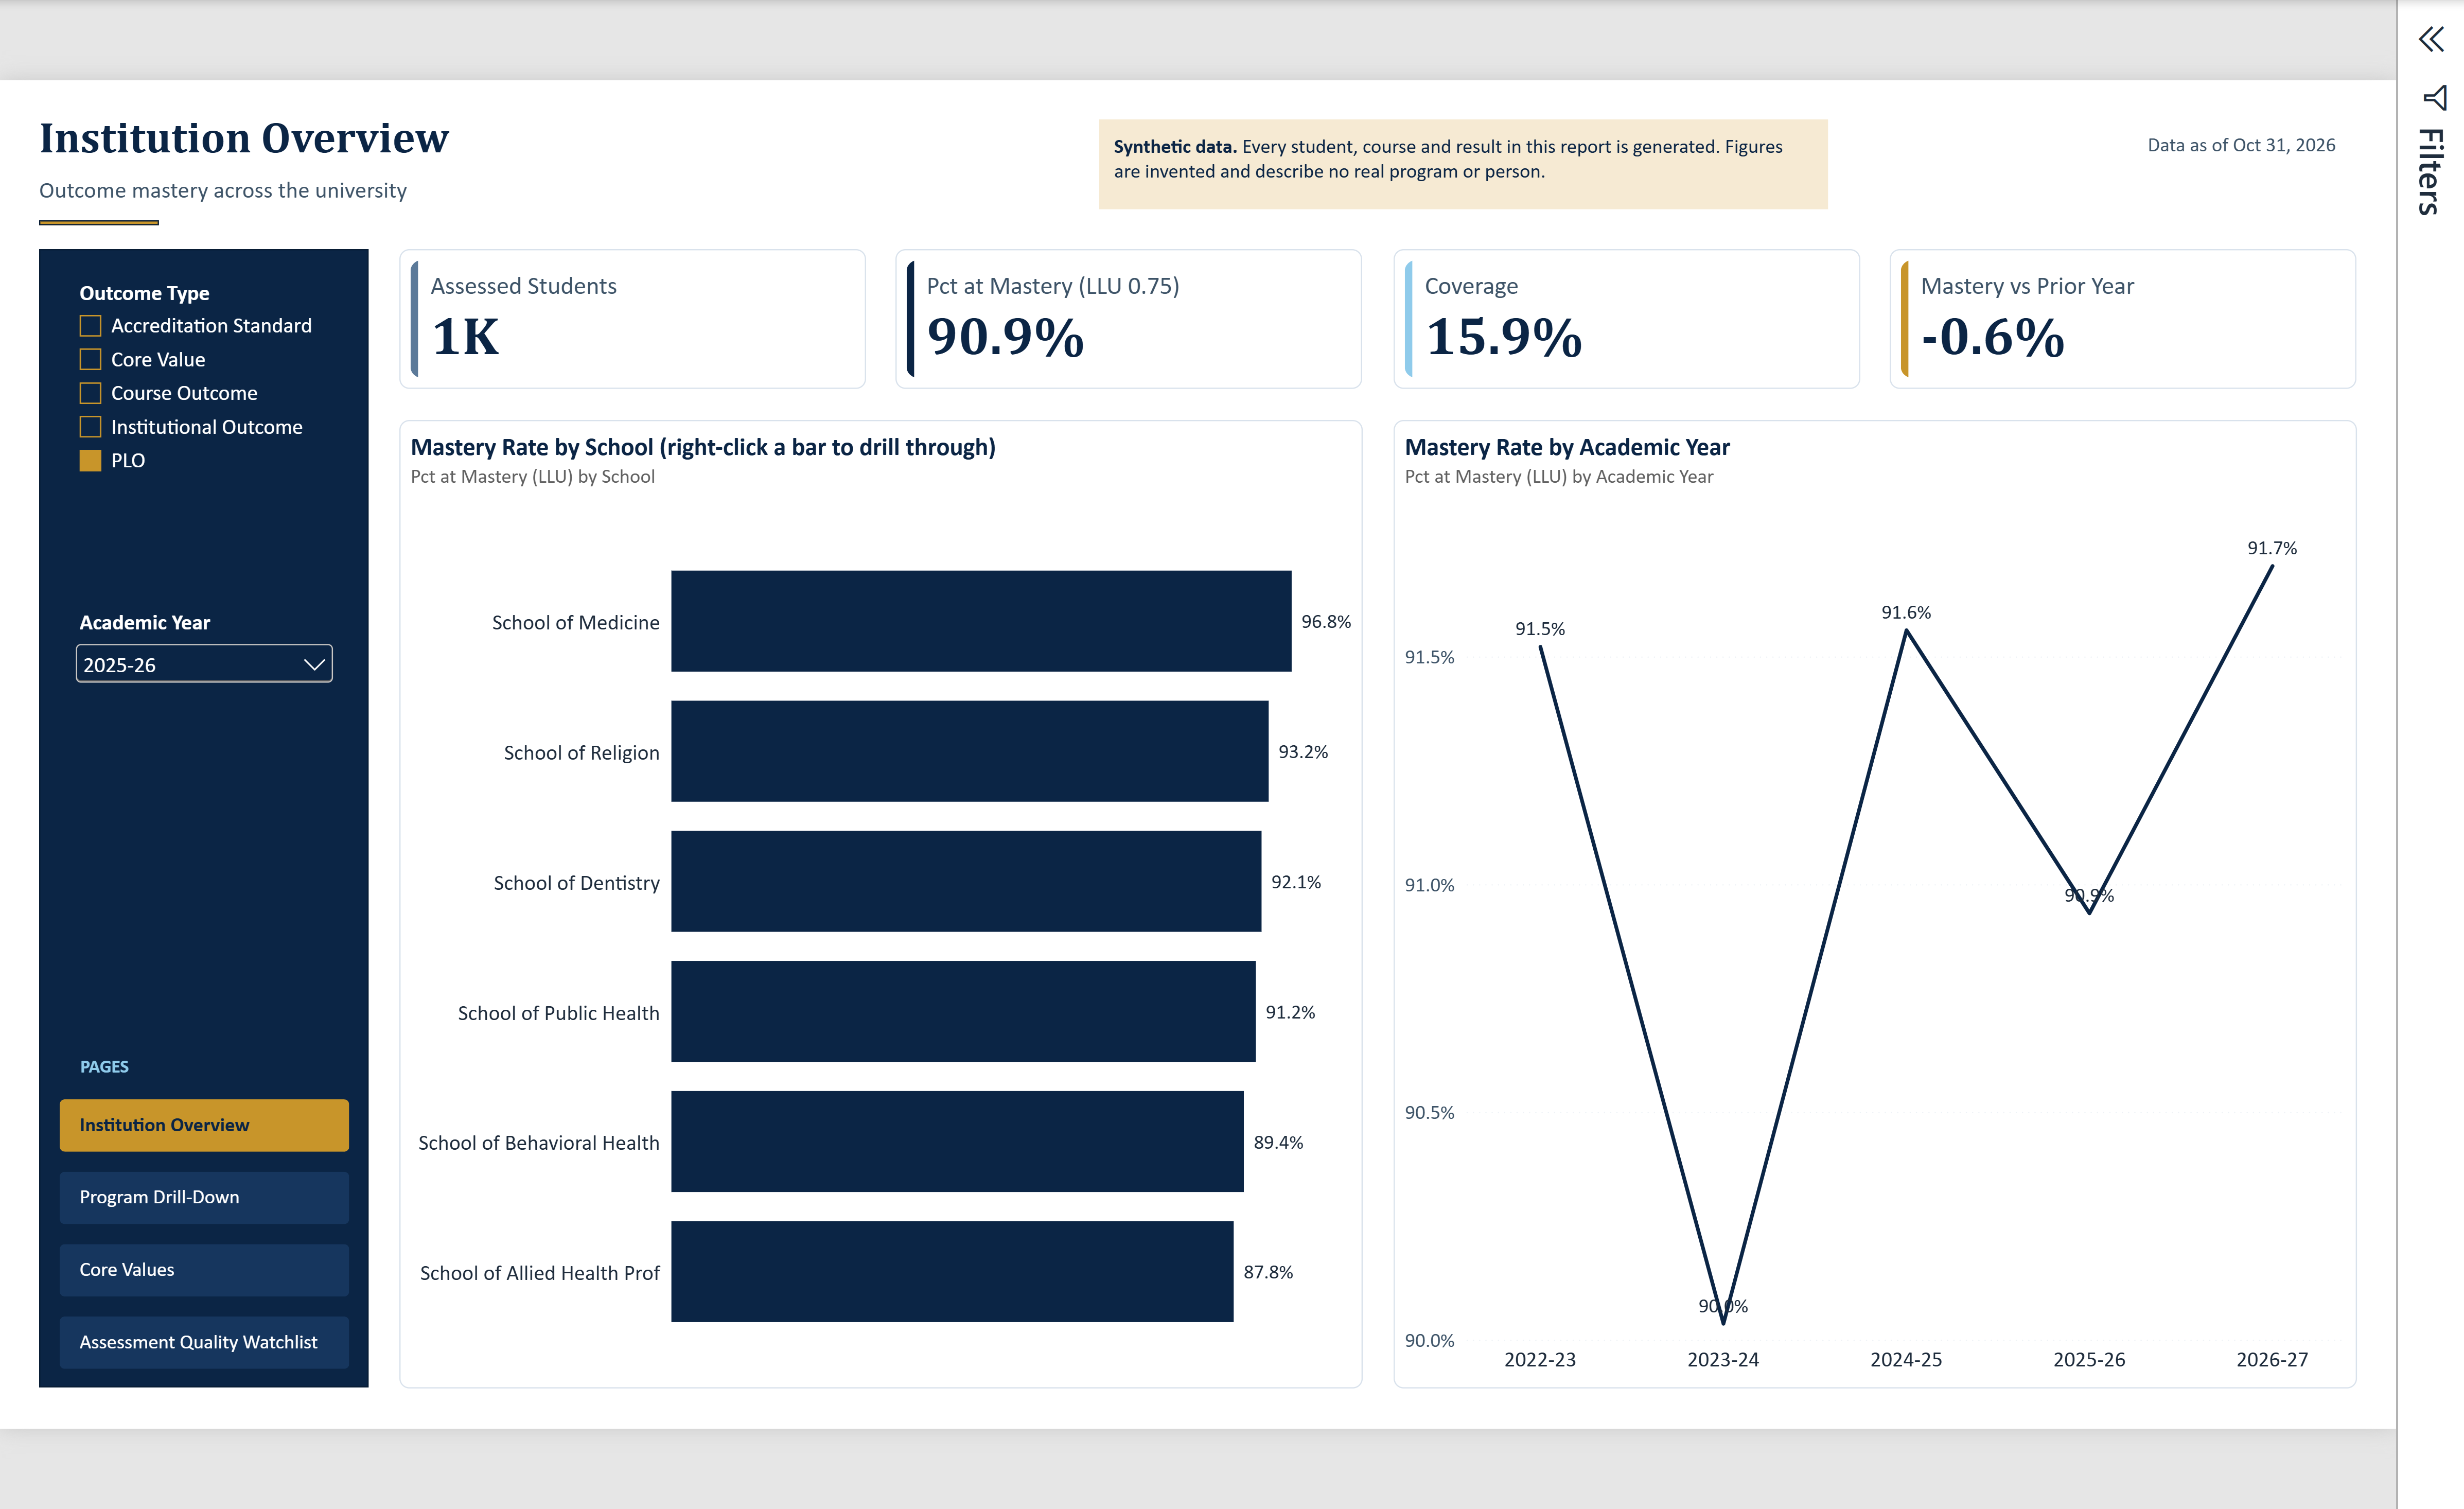 Institution Overview
Outcome mastery across the university
Synthetic data. Every student, course and result in this report is generated. Figures
are invented and describe no real program or person.
Data as of Oct 31, 2026
Filters
Outcome Type
Accreditation Standard
Core Value
Course Outcome
Institutional Outcome
PLO
Academic Year
2025-26
PAGES
Institution Overview
Program Drill-Down
Core Values
Assessment Quality Watchlist
Assessed Students
1K
Pct at Mastery (LLU 0.75)
90.9%
Coverage
15.9%
Mastery vs Prior Year
-0.6%
Mastery Rate by School (right-click a bar to drill through)
Pct at Mastery (LLU) by School
School of Medicine 96.8%
School of Religion 93.2%
School of Dentistry 92.1%
School of Public Health 91.2%
School of Behavioral Health 89.4%
School of Allied Health Prof 87.8%
Mastery Rate by Academic Year
Pct at Mastery (LLU) by Academic Year
91.7%
91.6%
91.5%
91.5%
91.0%
90.9%
90.5%
90.0%
90.0%
2022-23 2023-24 2024-25 2025-26 2026-27